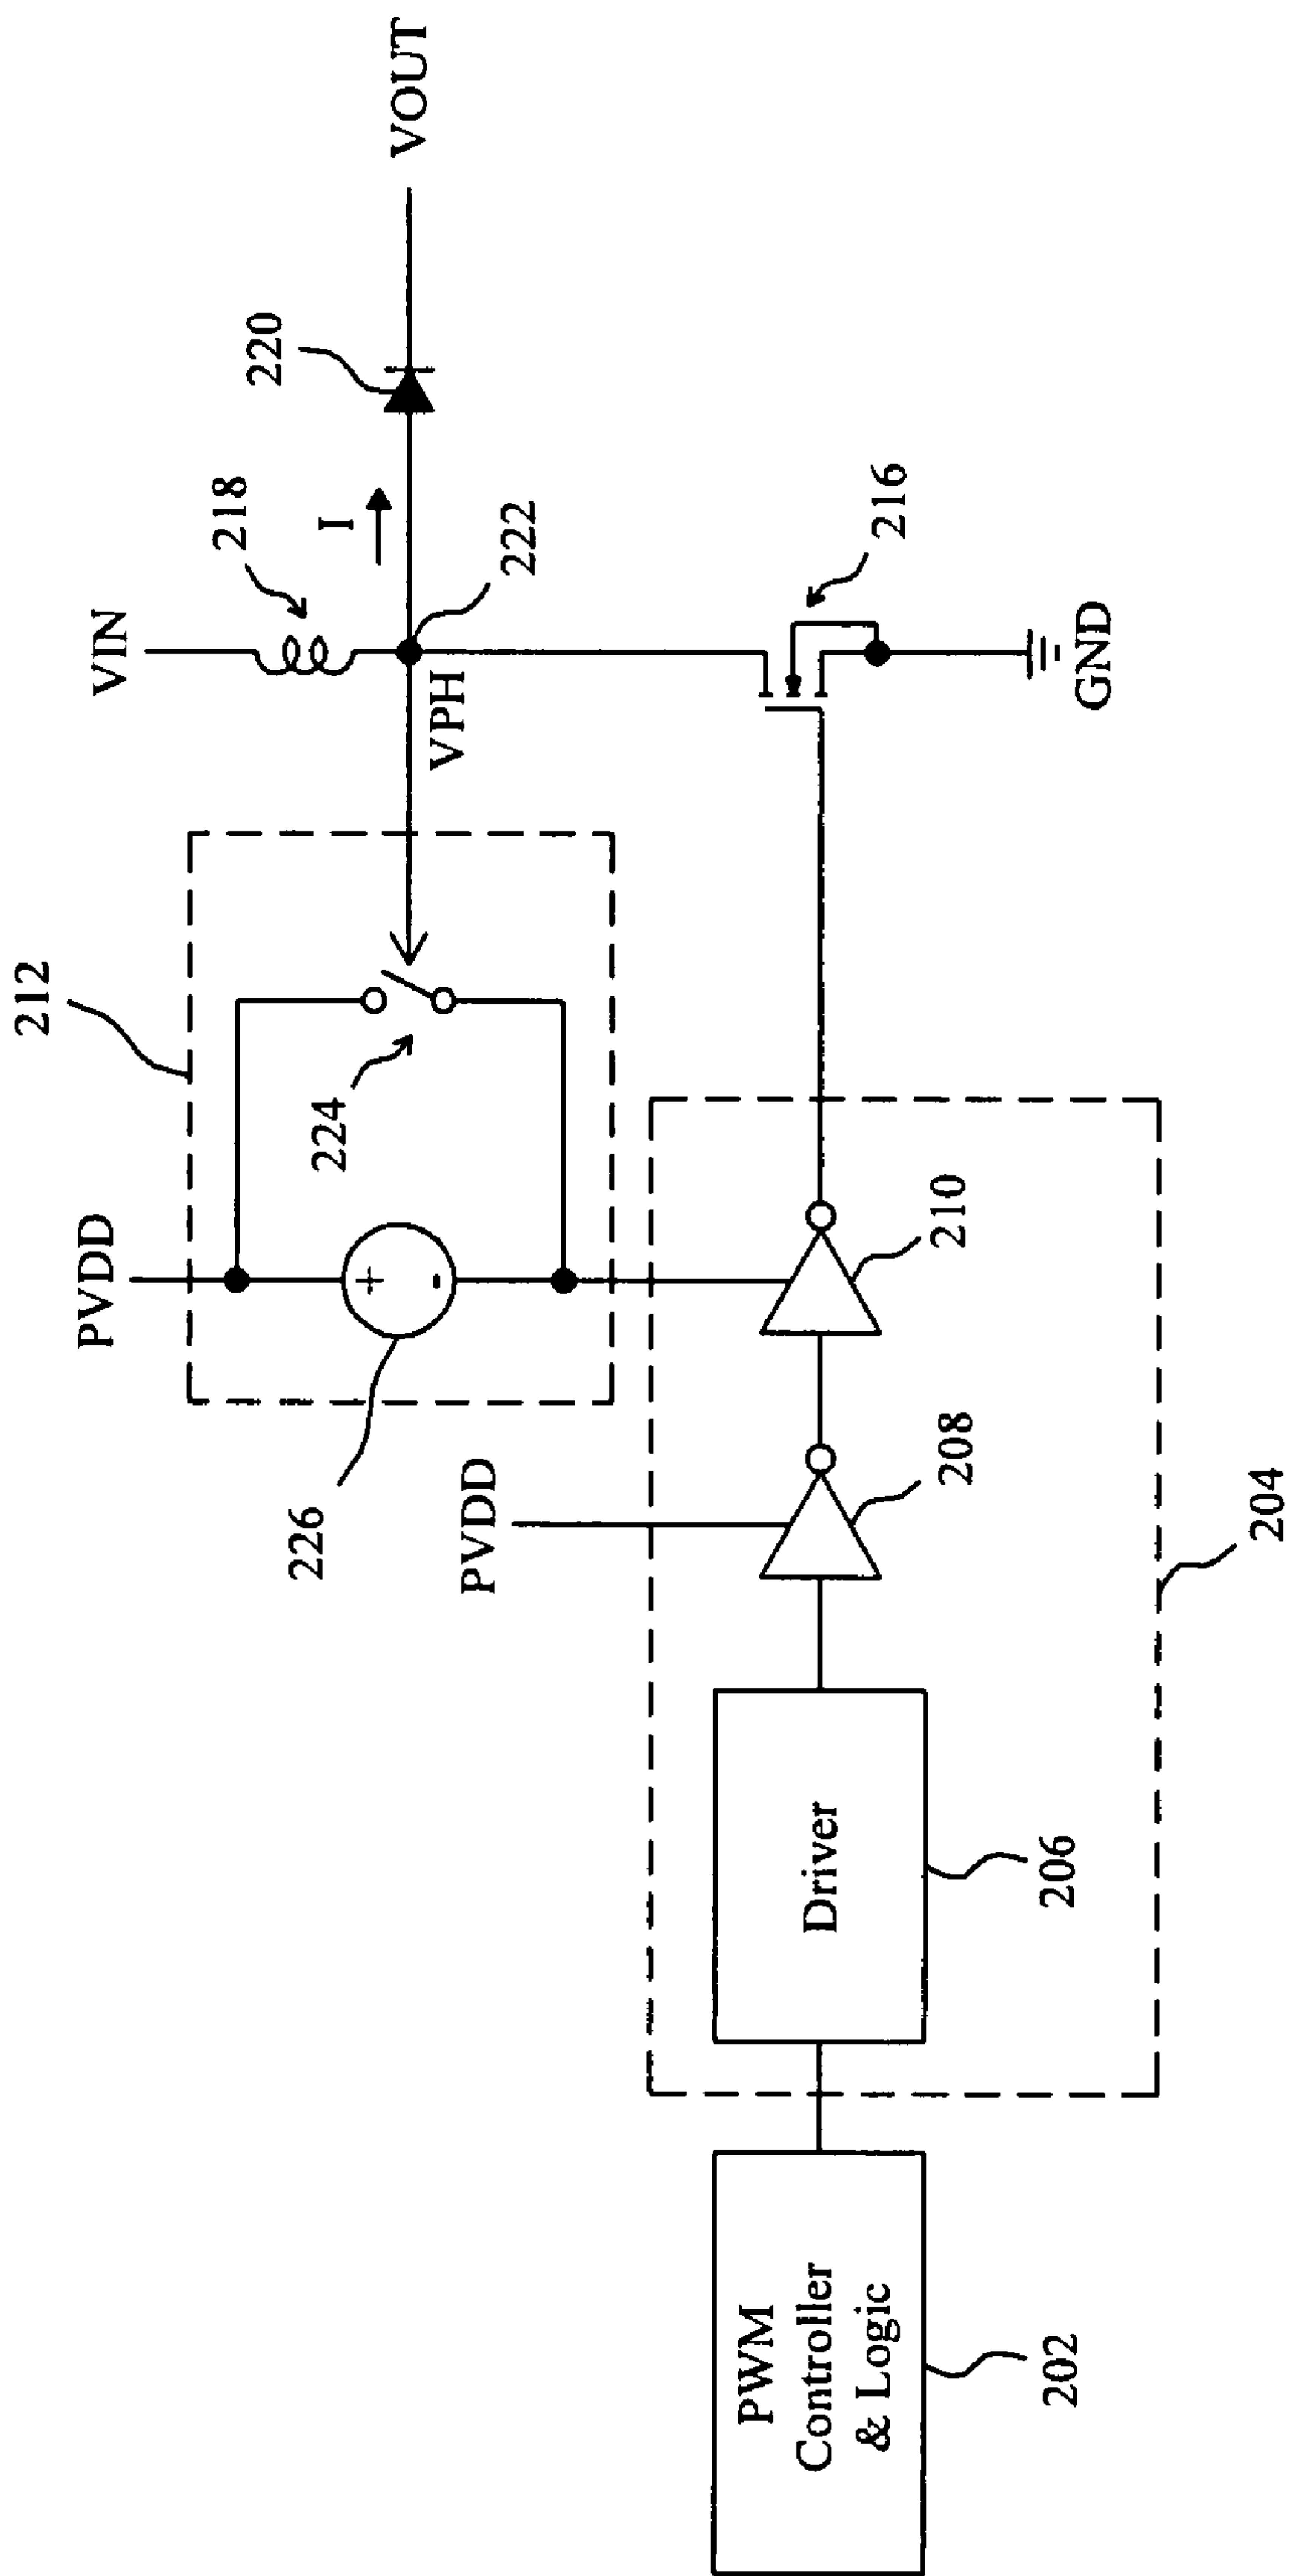 VIN
218
I
220
VOUT
222
VPH
212
PVDD
224
226
PVDD
216
GND
210
208
204
Driver
206
PWM
Controller
& Logic
202
+
-